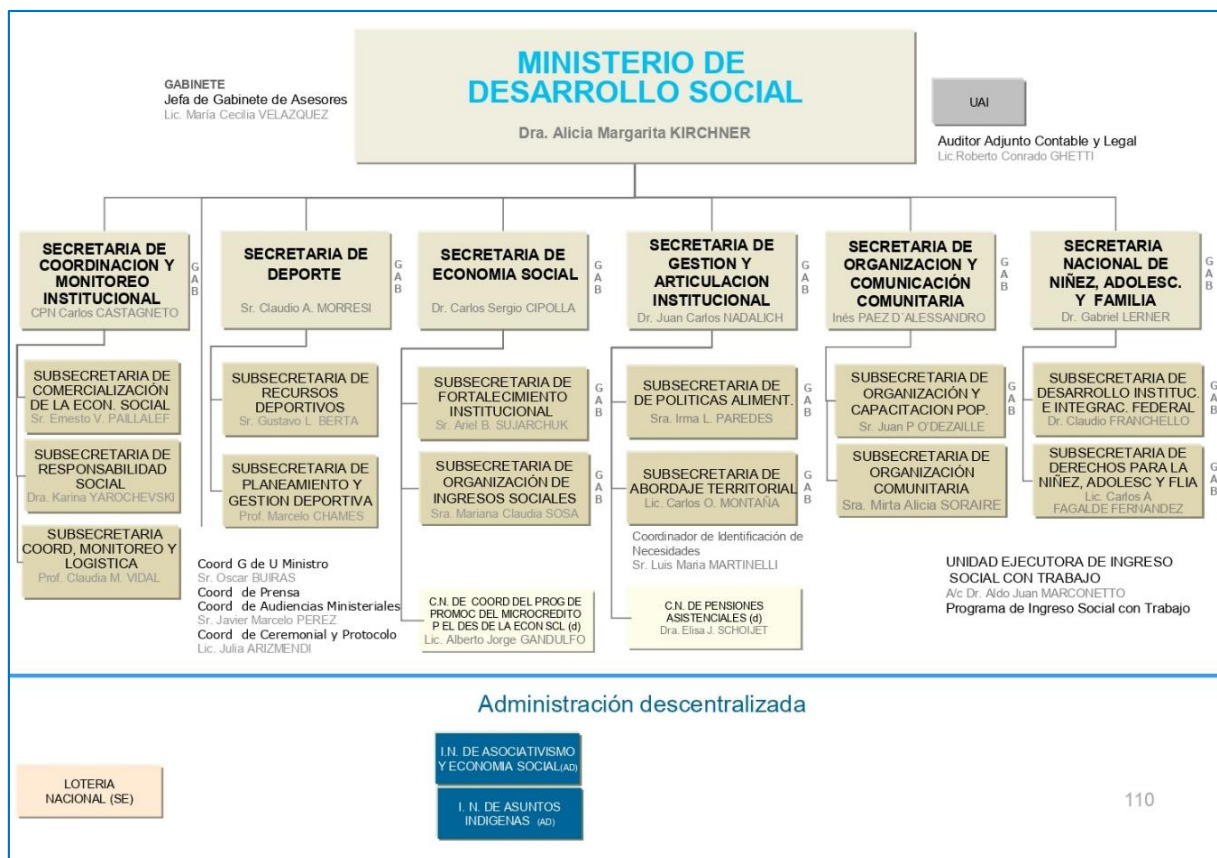 MINISTERIO DE
DESARROLLO SOCIAL
Dra. Alicia Margarita KIRCHNER
GABINETE
Jefa de Gabinete de Asesores
Lic. María Cecilia VELAZQUEZ
UAI
Auditor Adjunto Contable y Legal
Lic.Roberto Conrado GHETTI
SECRETARIA DE
COORDINACION Y
MONITOREO
INSTITUCIONAL
CPN Carlos CASTAGNETO
G
A
B
SECRETARIA DE
DEPORTE
Sr. Claudio A. MORRESI
G
A
B
SECRETARIA DE
ECONOMIA SOCIAL
Dr. Carlos Sergio CIPOLLA
G
A
B
SECRETARIA DE
GESTION Y
ARTICULACION
INSTITUCIONAL
Dr. Juan Carlos NADALICH
G
A
B
SECRETARIA DE
ORGANIZACION Y
COMUNICACIÓN
COMUNITARIA
Inés PAEZ D´ALESSANDRO
G
A
B
SECRETARIA
NACIONAL DE
NIÑEZ, ADOLESC.
Y FAMILIA
Dr. Gabriel LERNER
G
A
B
SUBSECRETARIA DE
COMERCIALIZACIÓN
DE LA ECON. SOCIAL
Sr. Ernesto V. PAILLALEF
SUBSECRETARIA DE
RESPONSABILIDAD
SOCIAL
Dra. Karina YAROCHEVSKI
SUBSECRETARIA
COORD, MONITOREO Y
LOGISTICA
Prof. Claudia M. VIDAL
SUBSECRETARIA DE
RECURSOS
DEPORTIVOS
Sr. Gustavo L BERTA
SUBSECRETARIA DE
PLANEAMIENTO Y
GESTION DEPORTIVA
Prof. Marcelo CHAMES
Coord G de U Ministro
Sr. Oscar BUIRAS
Coord de Prensa
Coord de Audiencias Ministeriales
Sr. Javier Marcelo PEREZ
Coord de Ceremonial y Protocolo
Lic. Julia ARIZMENDI
SUBSECRETARIA DE
FORTALECIMIENTO
INSTITUCIONAL
Sr. Ariel B. SUJARCHUK
G
A
B
SUBSECRETARIA DE
ORGANIZACIÓN DE
INGRESOS SOCIALES
Sra. Mariana Claudia SOSA
G
A
B
C.N. DE COORD DEL PROG DE
PROMOC DEL MICROCREDITO
P EL DES DE LA ECON SCL (d)
Lic. Alberto Jorge GANDULFO
SUBSECRETARIA DE
DE POLITICAS ALIMENT.
Sra. Irma L. PAREDES
G
A
B
SUBSECRETARIA DE
ABORDAJE TERRITORIAL
Lic. Carlos O. MONTAÑA
G
A
B
Coordinador de Identificación de
Necesidades
Sr. Luis Maria MARTINELLI
C.N. DE PENSIONES
ASISTENCIALES (d)
Dra. Elisa J. SCHOIJET
SUBSECRETARIA DE
ORGANIZACIÓN Y
CAPACITACION POP.
Sr. Juan P O'DEZAILLE
G
A
B
SUBSECRETARIA DE
ORGANIZACIÓN
COMUNITARIA
Sra. Mirta Alicia SORAIRE
SUBSECRETARIA DE
DESARROLLO INSTITUC.
E INTEGRAC. FEDERAL
Dr. Claudio FRANCHELLO
G
A
B
SUBSECRETARIA DE
DERECHOS PARA LA
NIÑEZ, ADOLESC Y FLIA
Lic. Carlos A
FAGALDE FERNANDEZ
G
A
B
UNIDAD EJECUTORA DE INGRESO
SOCIAL CON TRABAJO
A/c Dr. Aldo Juan MARCONETTO
Programa de Ingreso Social con Trabajo
Administración descentralizada
LOTERIA
NACIONAL (SE)
I.N. DE ASOCIATIVISMO
Y ECONOMIA SOCIAL(AD)
I. N. DE ASUNTOS
INDIGENAS (AD)
110